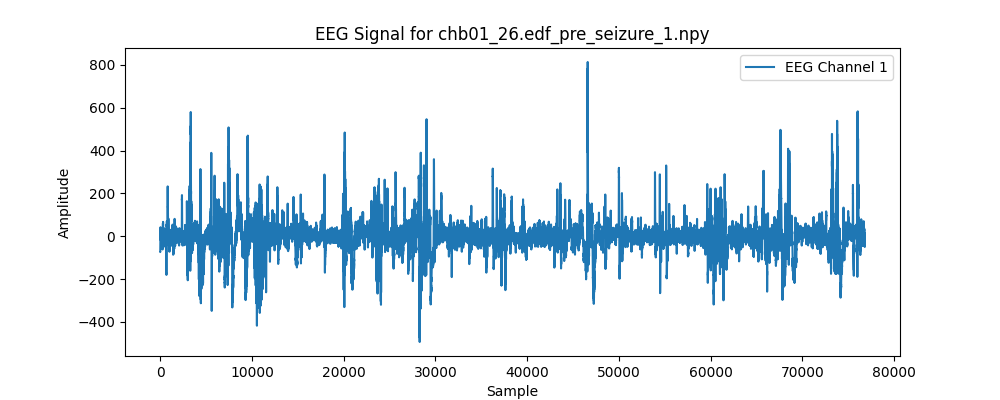 EEG Signal for chb01_26.edf_pre_seizure_1.npy
EEG Channel 1
Amplitude
800
600
400
200
0
−200
−400
0 10000 20000 30000 40000 50000 60000 70000 80000
Sample